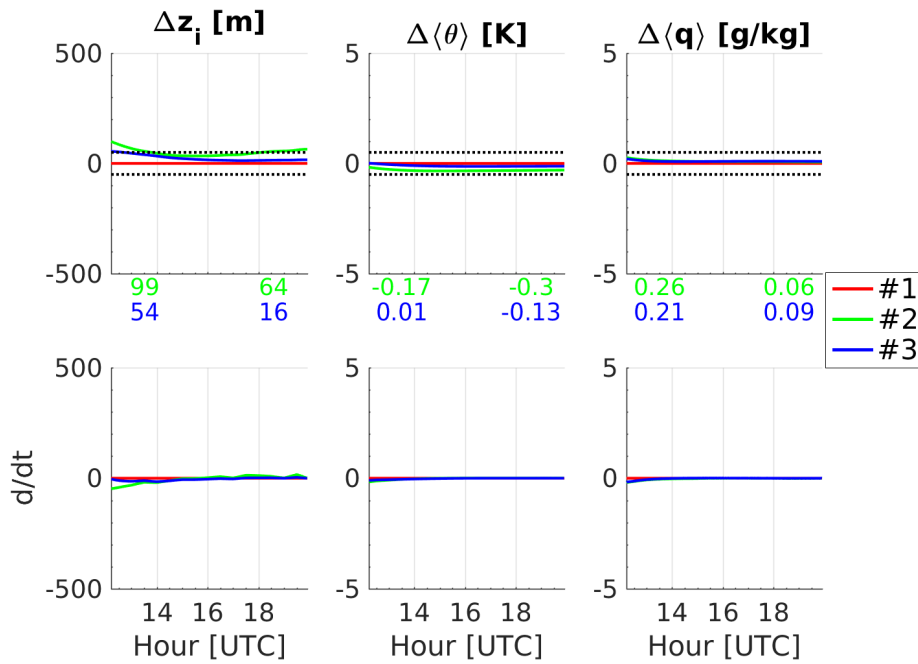 Δz_i [m]
Δ⟨θ⟩ [K]
Δ⟨q⟩ [g/kg]
500
0
-500
5
0
-5
5
0
-5
99 64
54 16
-0.17 -0.3
0.01 -0.13
0.26 0.06
0.21 0.09
#1
#2
#3
d/dt
500
0
-500
5
0
-5
5
0
-5
14 16 18
14 16 18
14 16 18
Hour [UTC]
Hour [UTC]
Hour [UTC]